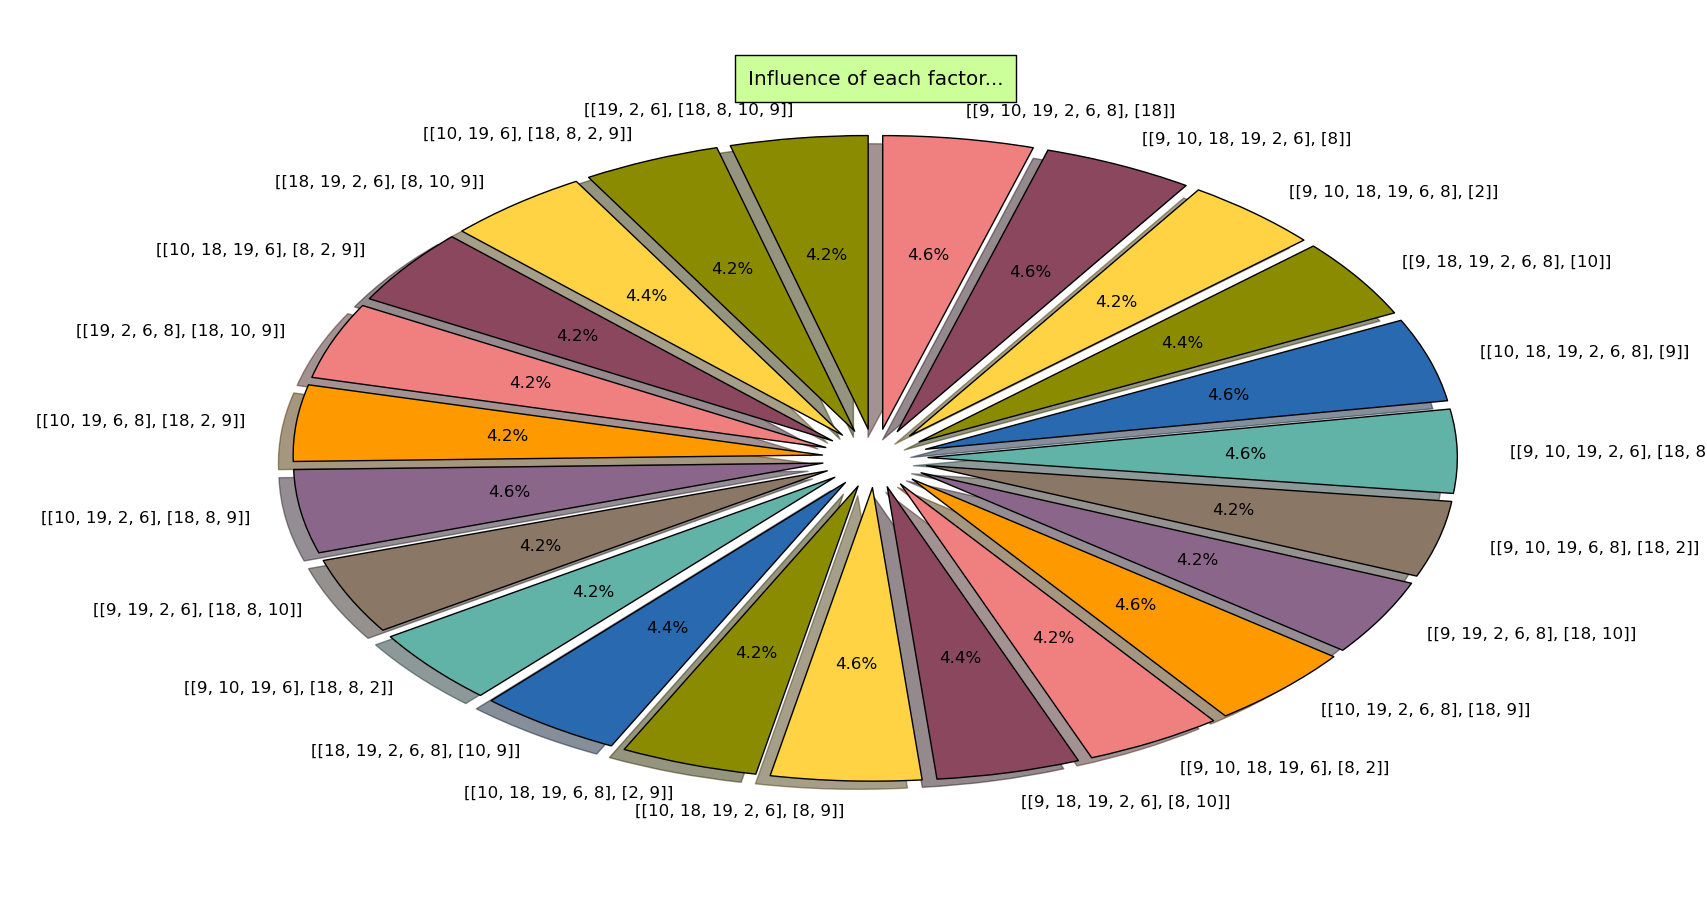 Influence of each factor...
[[9, 10, 19, 2, 6, 8], [18]]
[[9, 10, 18, 19, 2, 6], [8]]
[[9, 10, 18, 19, 6, 8], [2]]
[[9, 18, 19, 2, 6, 8], [10]]
[[10, 18, 19, 2, 6, 8], [9]]
[[9, 10, 19, 2, 6], [18, 8
[[9, 10, 19, 6, 8], [18, 2]]
[[9, 19, 2, 6, 8], [18, 10]]
[[10, 19, 2, 6, 8], [18, 9]]
[[9, 10, 18, 19, 6], [8, 2]]
[[9, 18, 19, 2, 6], [8, 10]]
[[10, 18, 19, 2, 6], [8, 9]]
[[10, 18, 19, 6, 8], [2, 9]]
[[18, 19, 2, 6, 8], [10, 9]]
[[9, 10, 19, 6], [18, 8, 2]]
[[9, 19, 2, 6], [18, 8, 10]]
[[10, 19, 2, 6], [18, 8, 9]]
[[10, 19, 6, 8], [18, 2, 9]]
[[19, 2, 6, 8], [18, 10, 9]]
[[10, 18, 19, 6], [8, 2, 9]]
[[18, 19, 2, 6], [8, 10, 9]]
[[10, 19, 6], [18, 8, 2, 9]]
[[19, 2, 6], [18, 8, 10, 9]]
4.6%
4.6%
4.2%
4.4%
4.6%
4.6%
4.2%
4.2%
4.6%
4.2%
4.4%
4.6%
4.2%
4.4%
4.2%
4.2%
4.6%
4.2%
4.2%
4.2%
4.4%
4.2%
4.2%